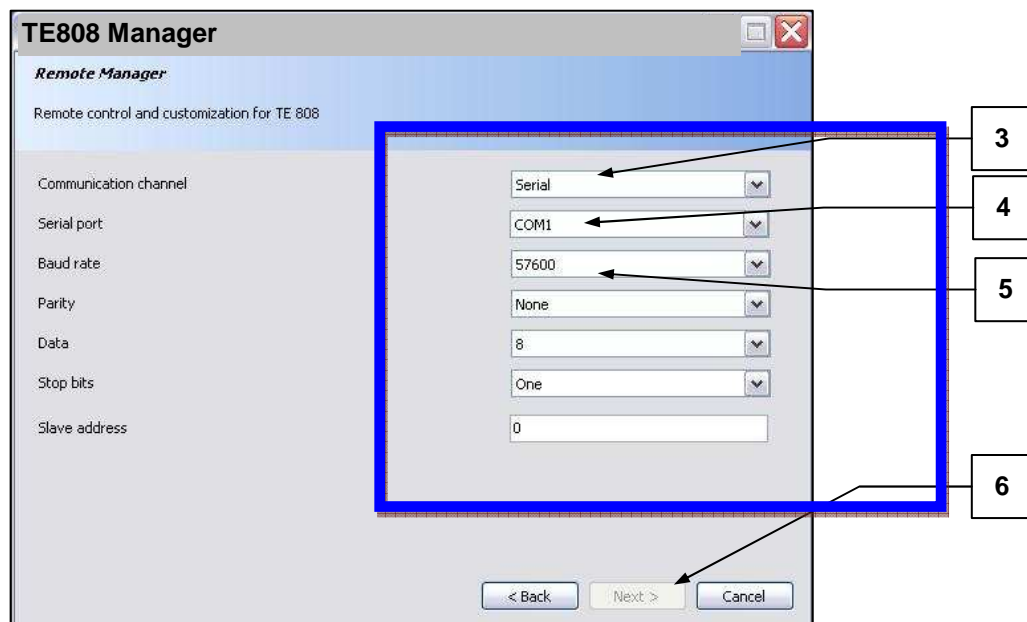 TE808 Manager
Remote Manager
Remote control and customization for TE 808
3
Communication channel
Serial
4
Serial port
COM1
Baud rate
57600
5
Parity
None
Data
8
Stop bits
One
Slave address
0
6
< Back
Next >
Cancel